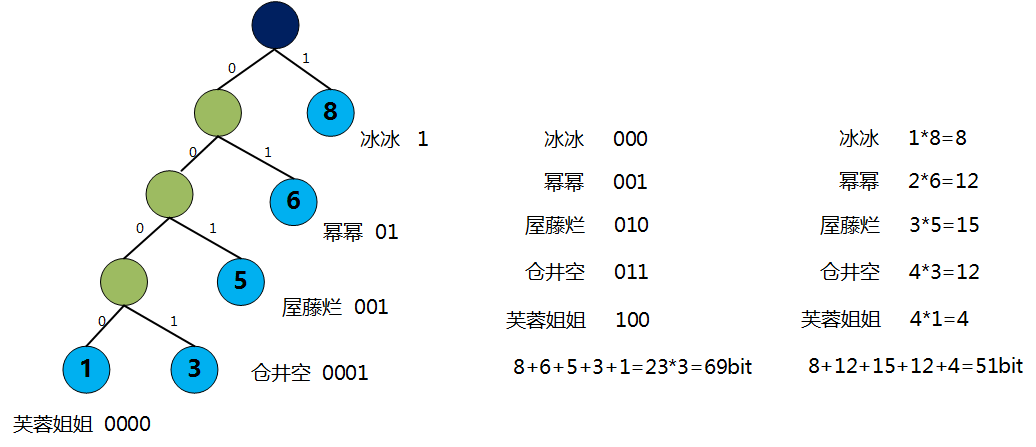 0 1
8
冰冰 1
0 1
6
幂幂 01
0 1
5
屋藤烂 001
0 1
1 3
仓井空 0001
芙蓉姐姐 0000
冰冰 000
幂幂 001
屋藤烂 010
仓井空 011
芙蓉姐姐 100
8+6+5+3+1=23*3=69bit
冰冰 1*8=8
幂幂 2*6=12
屋藤烂 3*5=15
仓井空 4*3=12
芙蓉姐姐 4*1=4
8+12+15+12+4=51bit